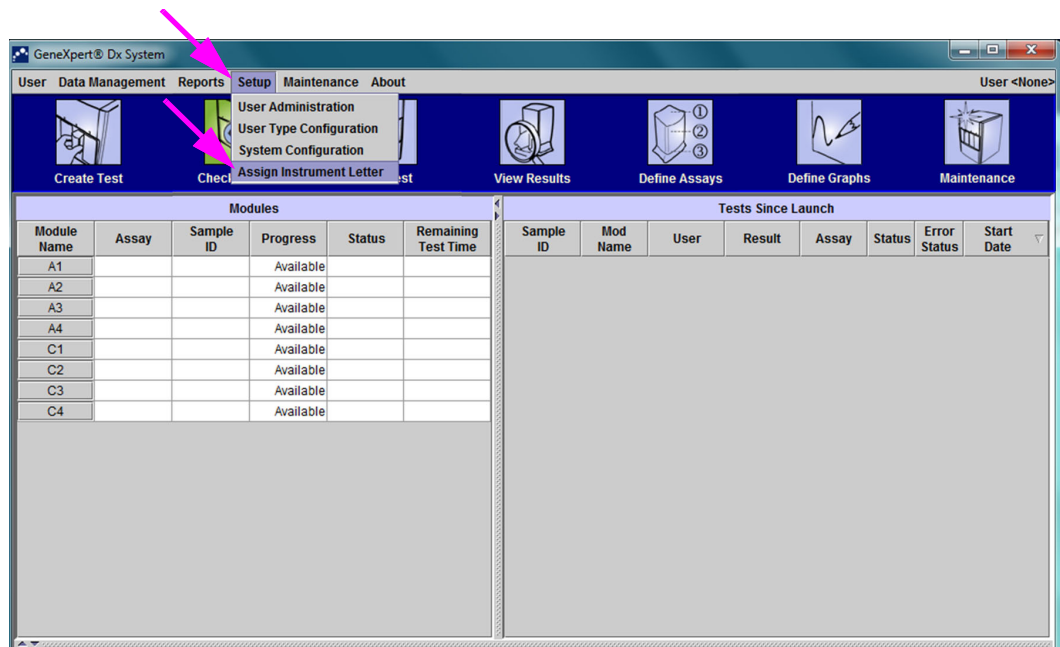 GeneXpert® Dx System
User Data Management Reports Setup Maintenance About User <None>
User Administration
User Type Configuration
System Configuration
Assign Instrument Letter
① 
② 
③
Create Test View Results Define Assays Define Graphs Maintenance
Modules Tests Since Launch
Module Name Assay Sample ID Progress Status Remaining Test Time Sample ID Mod Name User Result Assay Status Error Status Start Date
A1 Available
A2 Available
A3 Available
A4 Available
C1 Available
C2 Available
C3 Available
C4 Available